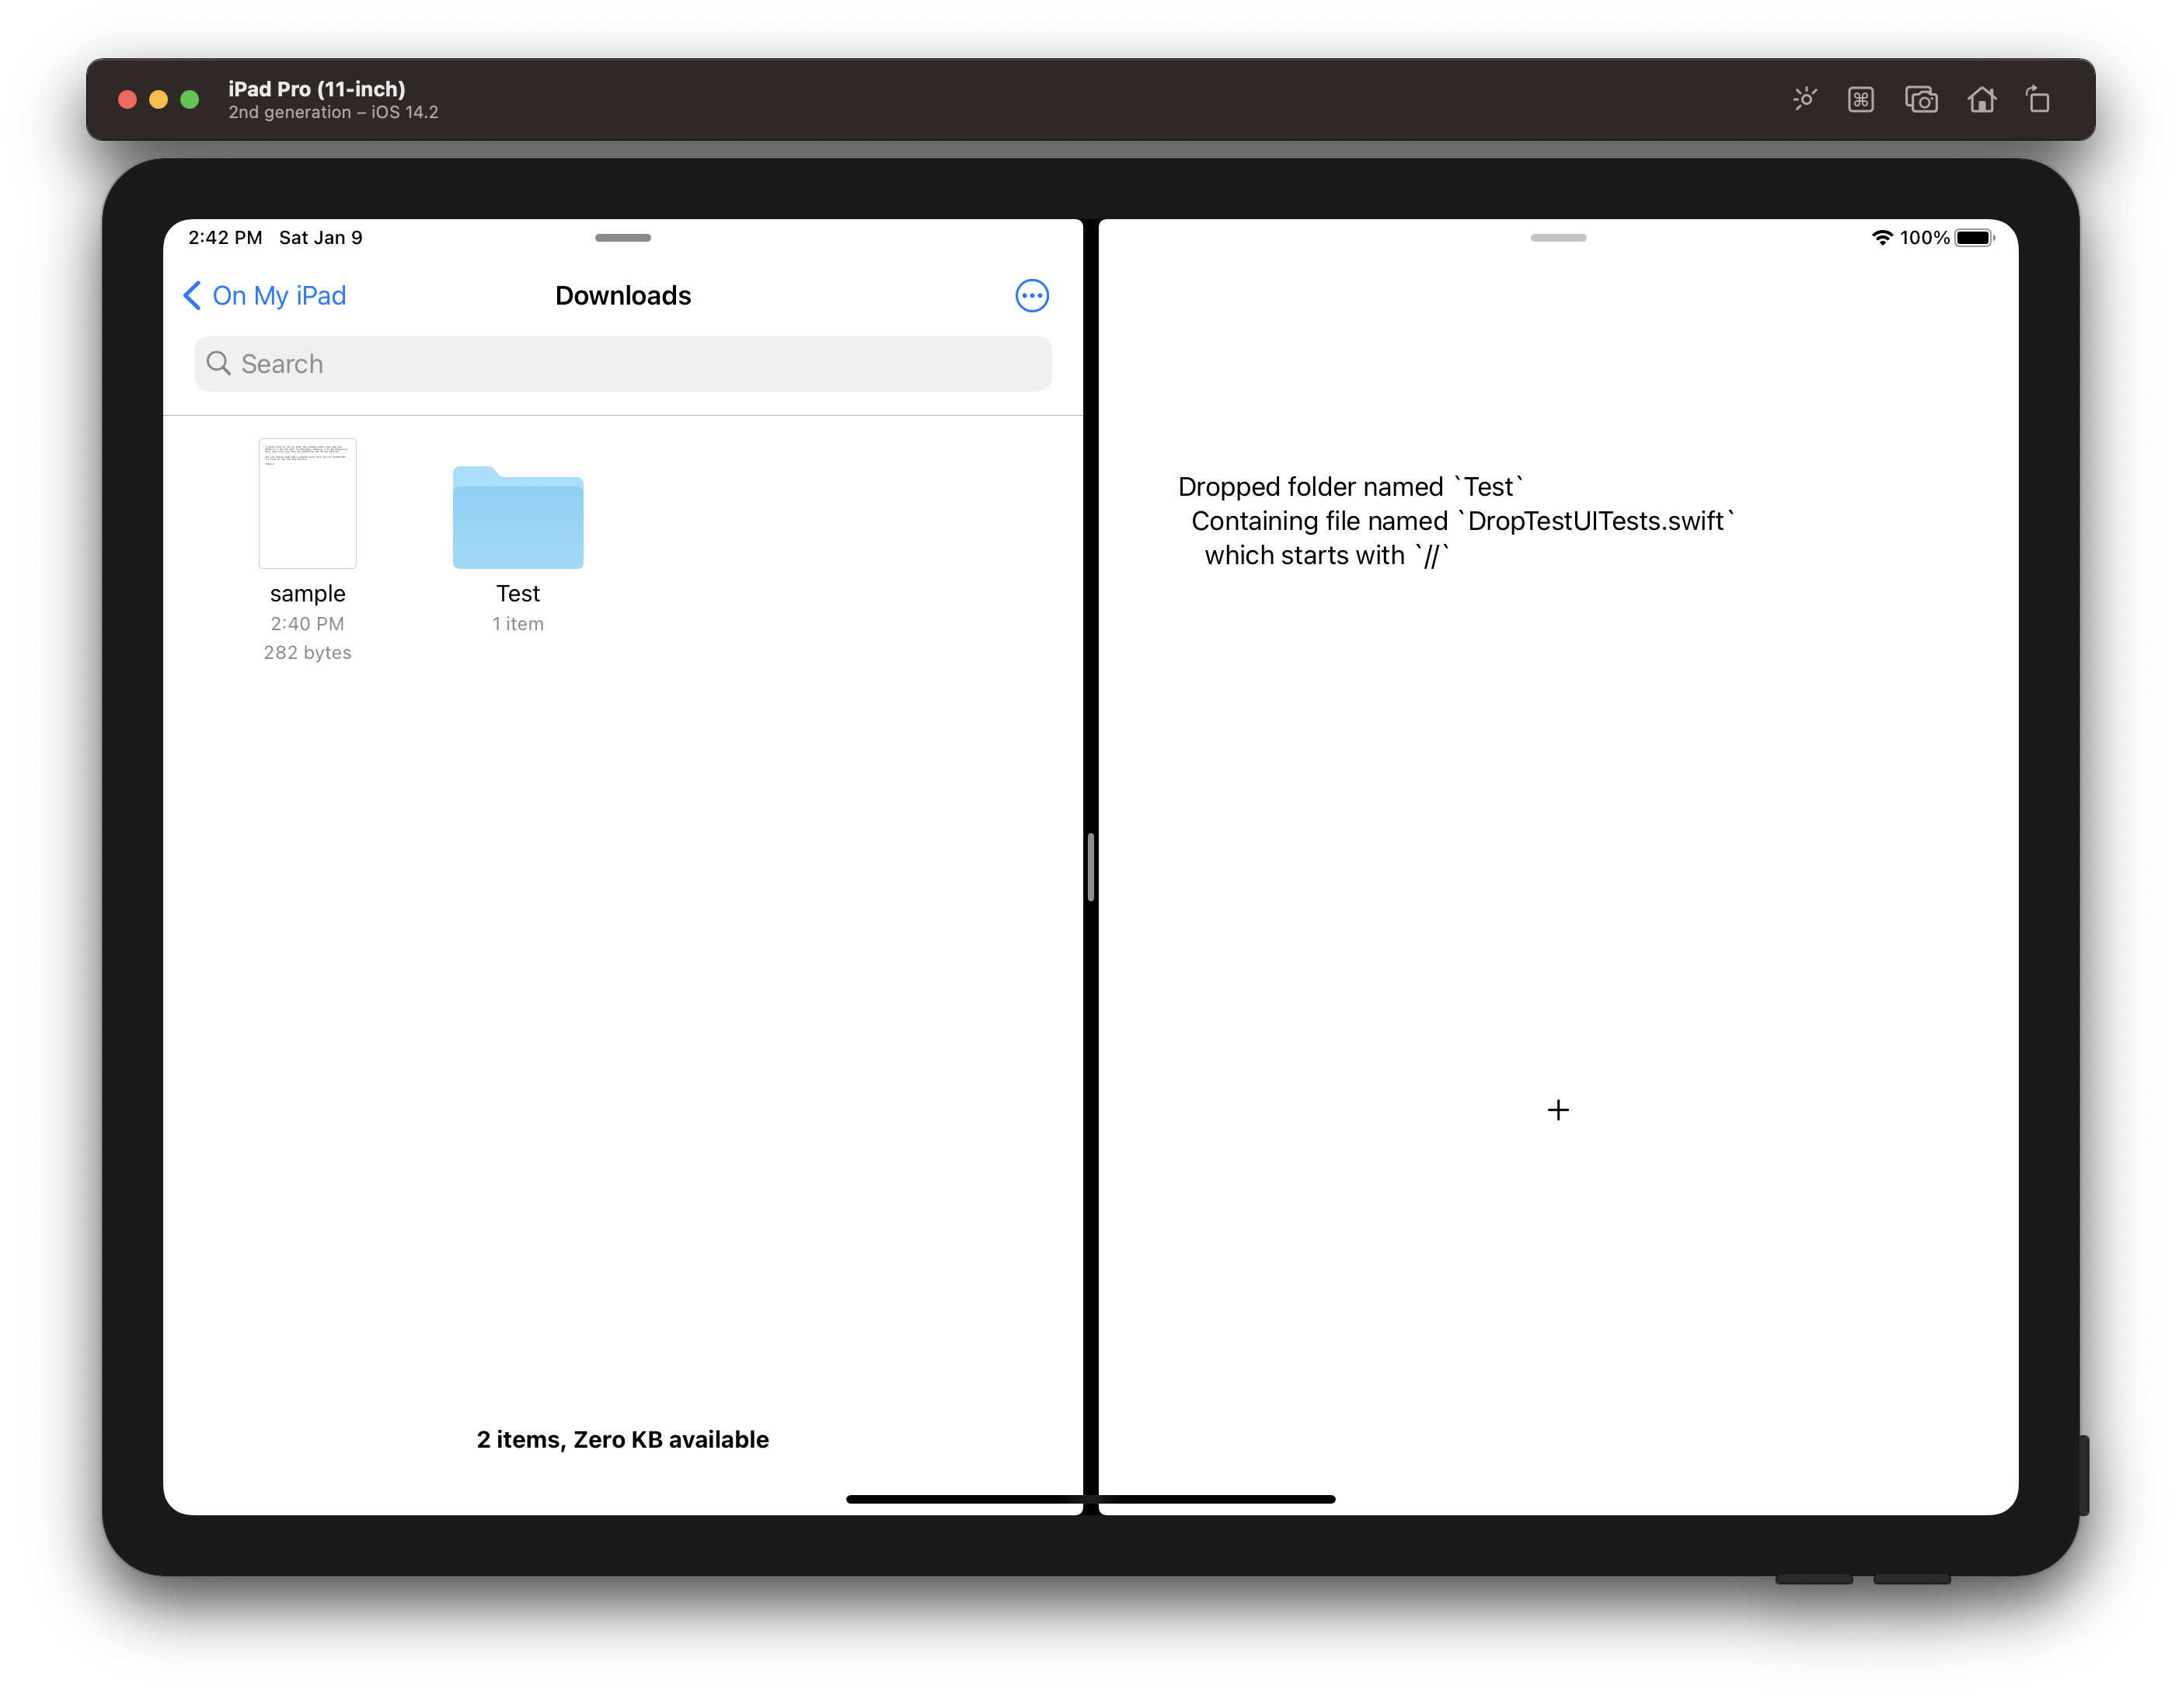 iPad Pro (11-inch)
2nd generation – iOS 14.2
2:42 PM Sat Jan 9
100%
On My iPad
Downloads
Search
sample
2:40 PM
282 bytes
Test
1 item
Dropped folder named `Test`
Containing file named `DropTestUITests.swift`
which starts with `//`
2 items, Zero KB available